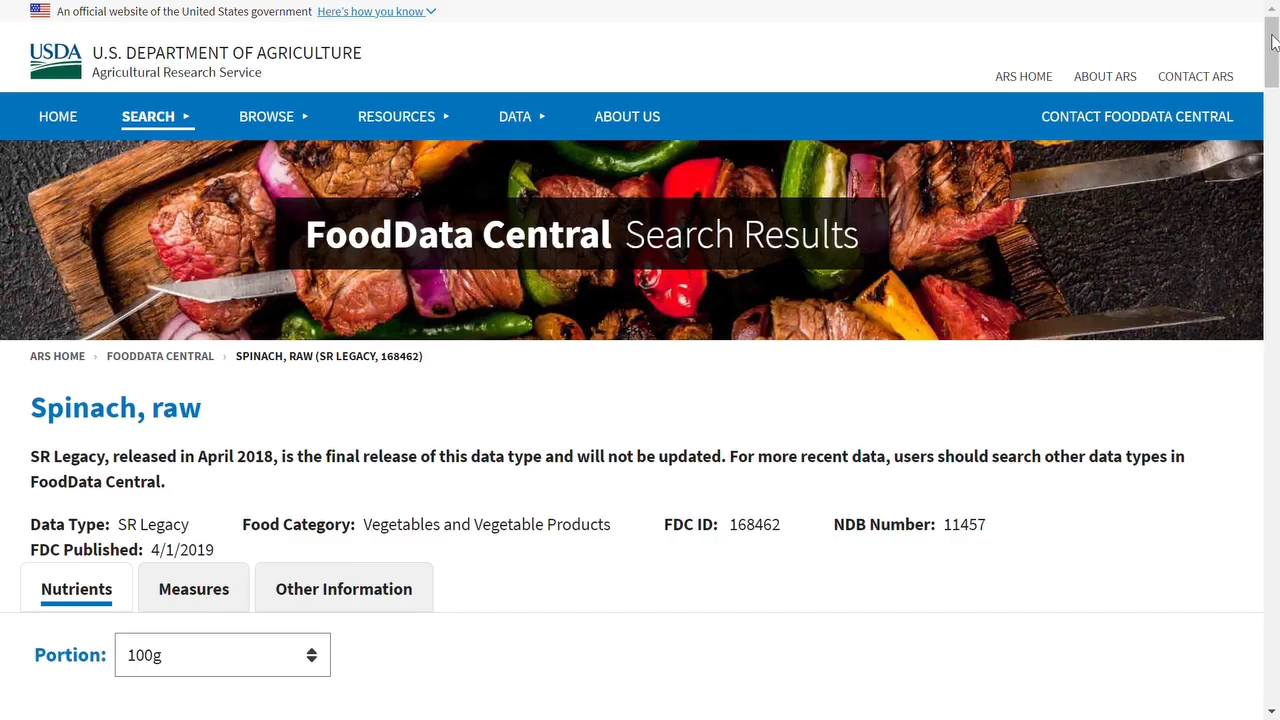 An official website of the United States government Here's how you know
USDA
U.S. DEPARTMENT OF AGRICULTURE
Agricultural Research Service
ARS HOME ABOUT ARS CONTACT ARS
HOME SEARCH BROWSE RESOURCES DATA ABOUT US CONTACT FOODDATA CENTRAL
FoodData Central Search Results
ARS HOME › FOODDATA CENTRAL › SPINACH, RAW (SR LEGACY, 168462)
Spinach, raw
SR Legacy, released in April 2018, is the final release of this data type and will not be updated. For more recent data, users should search other data types in
FoodData Central.
Data Type: SR Legacy Food Category: Vegetables and Vegetable Products FDC ID: 168462 NDB Number: 11457
FDC Published: 4/1/2019
Nutrients Measures Other Information
Portion: 100g